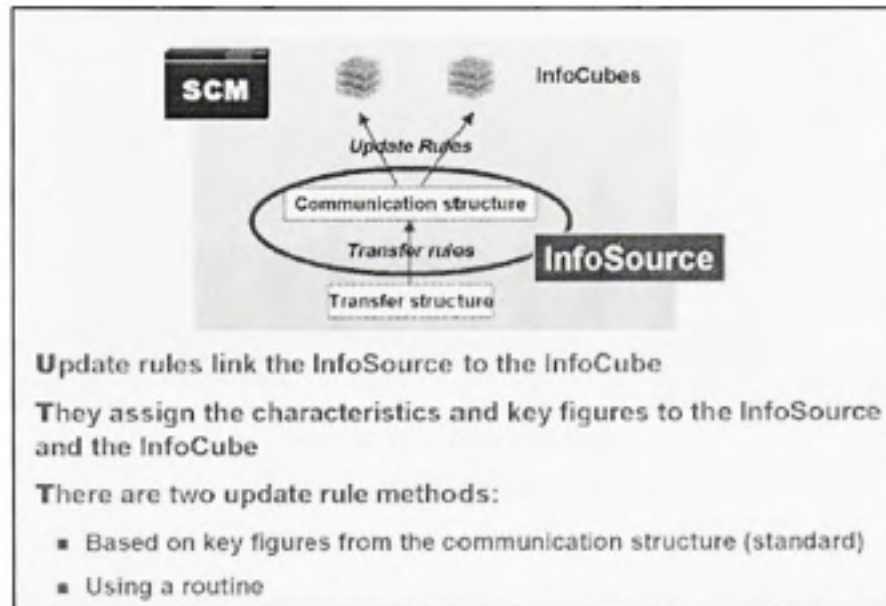 SCM
InfoCubes
Update Rules
Communication structure
Transfer rules
InfoSource
Transfer structure
Update rules link the InfoSource to the InfoCube
They assign the characteristics and key figures to the InfoSource
and the InfoCube
There are two update rule methods:
■ Based on key figures from the communication structure (standard)
■ Using a routine